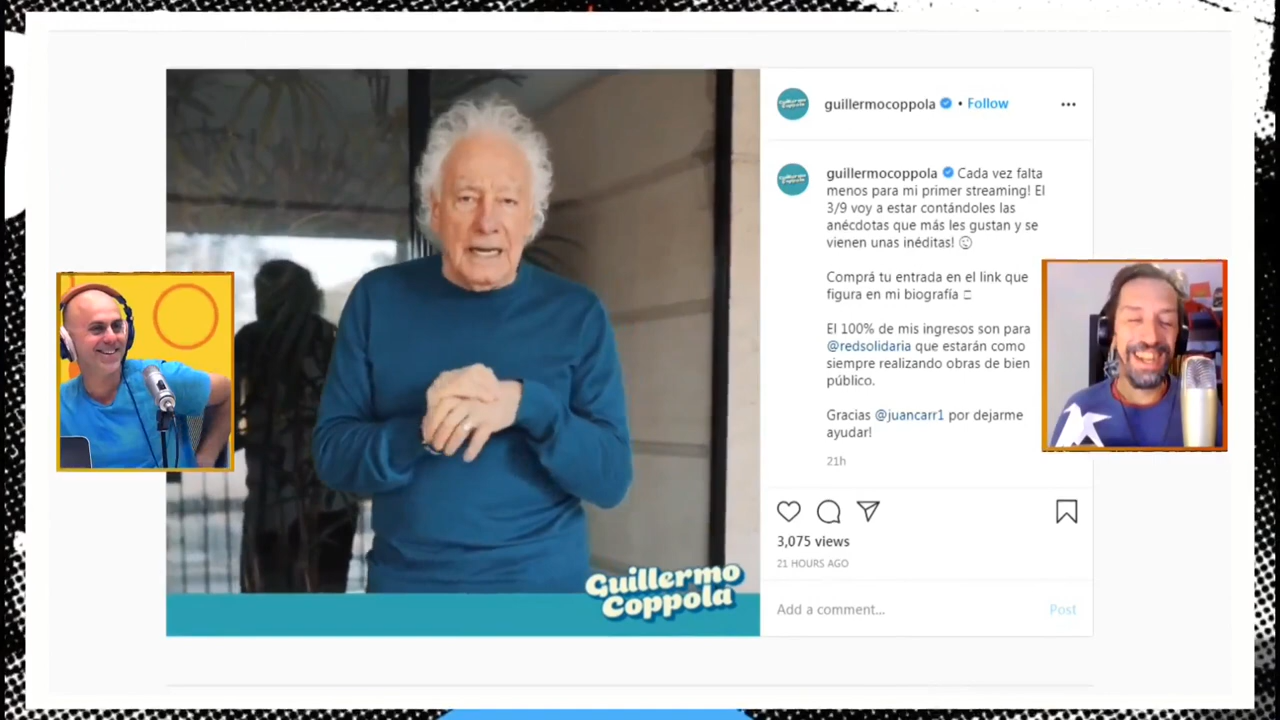 guillermocoppola • Follow
guillermocoppola Cada vez falta
menos para mi primer streaming! El
3/9 voy a estar contándoles las
anécdotas que más les gustan y se
vienen unas inéditas!
Comprá tu entrada en el link que
figura en mi biografía
El 100% de mis ingresos son para
@redsolidaria que estarán como
siempre realizando obras de bien
público.
Gracias @juancarr1 por dejarme
ayudar!
21h
3,075 views
21 HOURS AGO
Add a comment... Post
Guillermo
Coppola